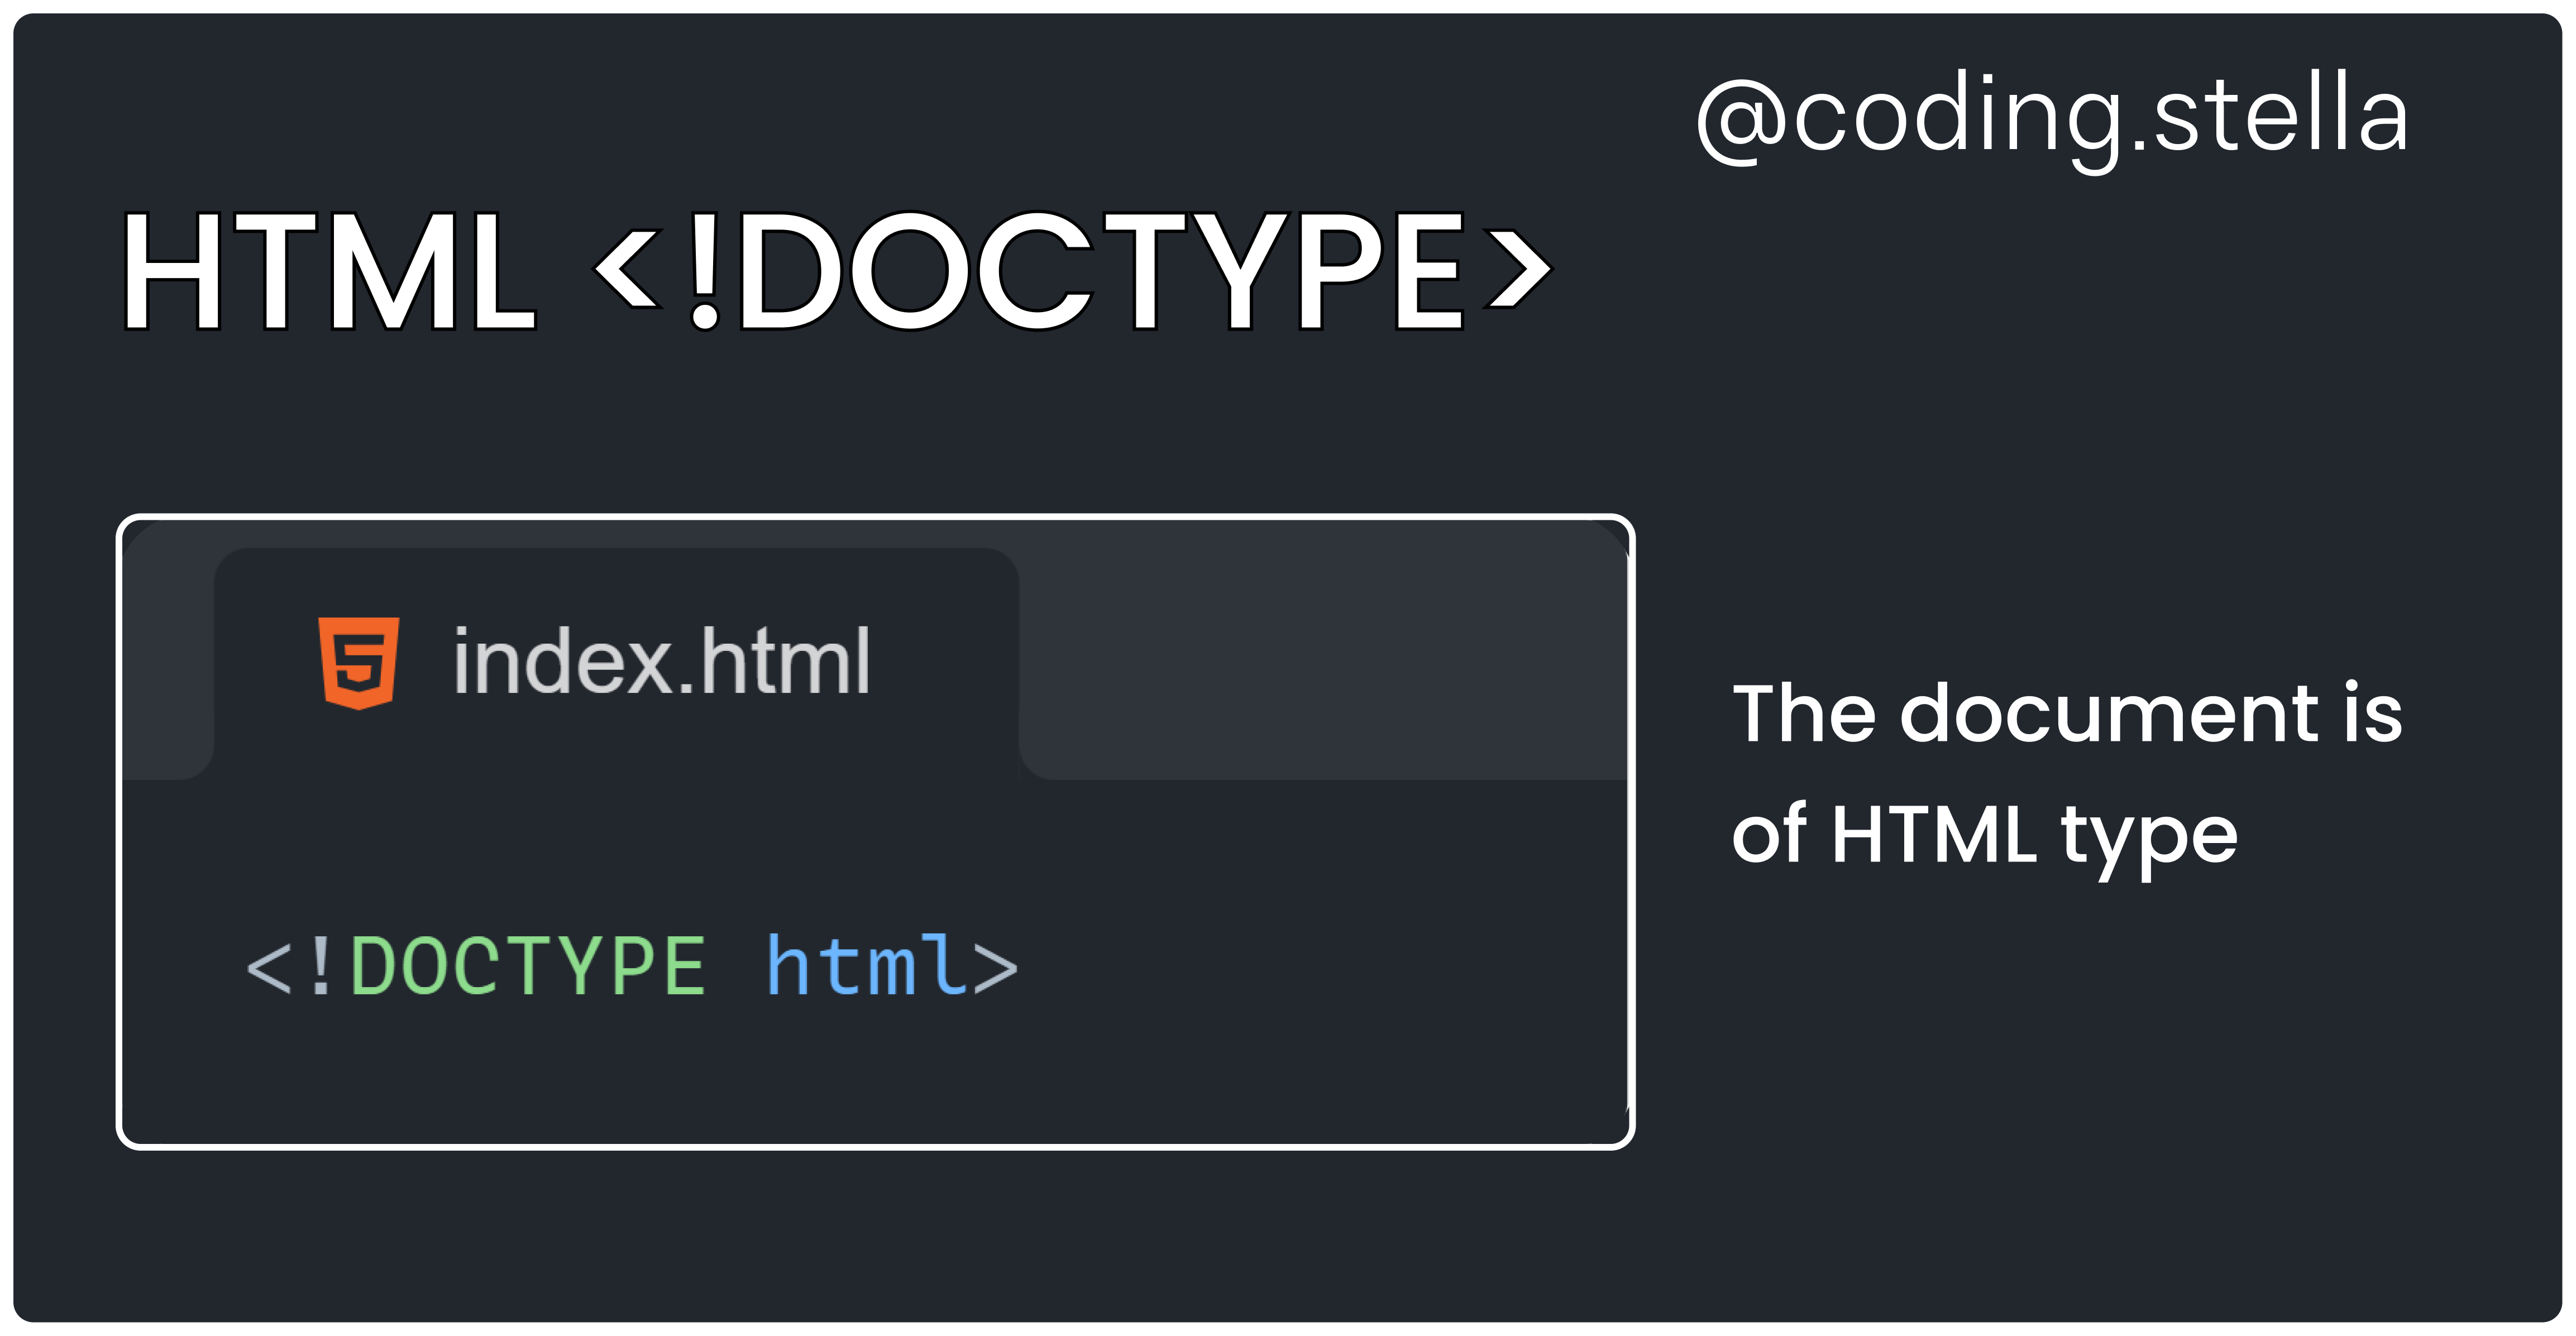 @coding.stella
HTML <!DOCTYPE>
index.html
The document is
of HTML type
<!DOCTYPE html>